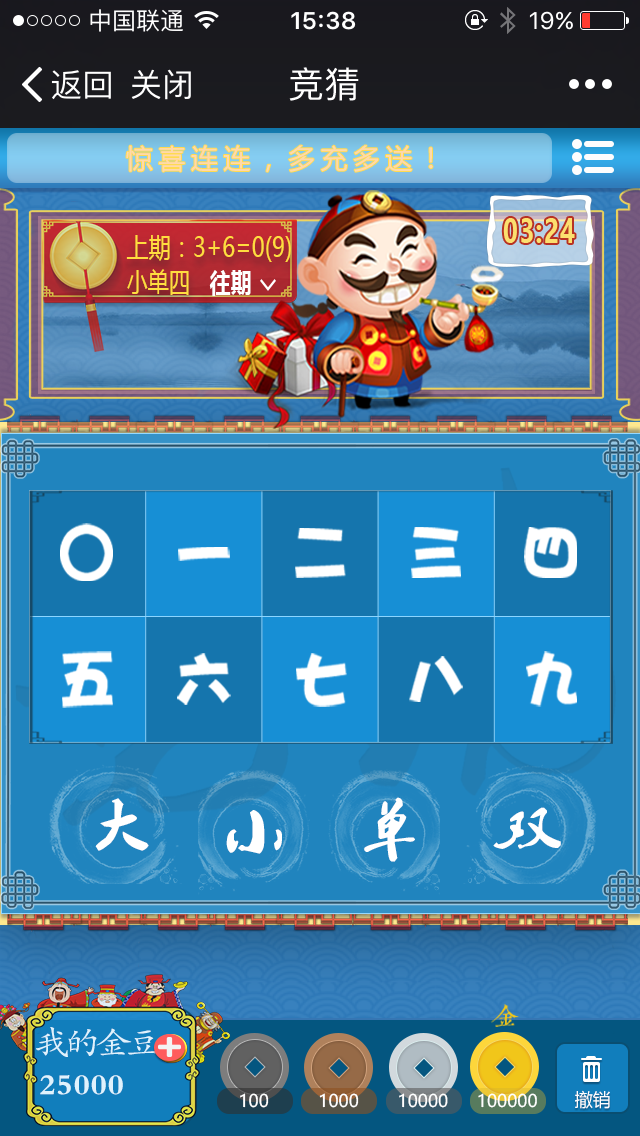 中国联通 15:38 19%
返回 关闭 竞猜
惊喜连连，多充多送！
上期：3+6=0(9)
小单四 往期
03:24
〇 一 二 三 四
五 六 七 八 九
大 小 单 双
金
我的金豆
25000
100 1000 10000 100000
撤销